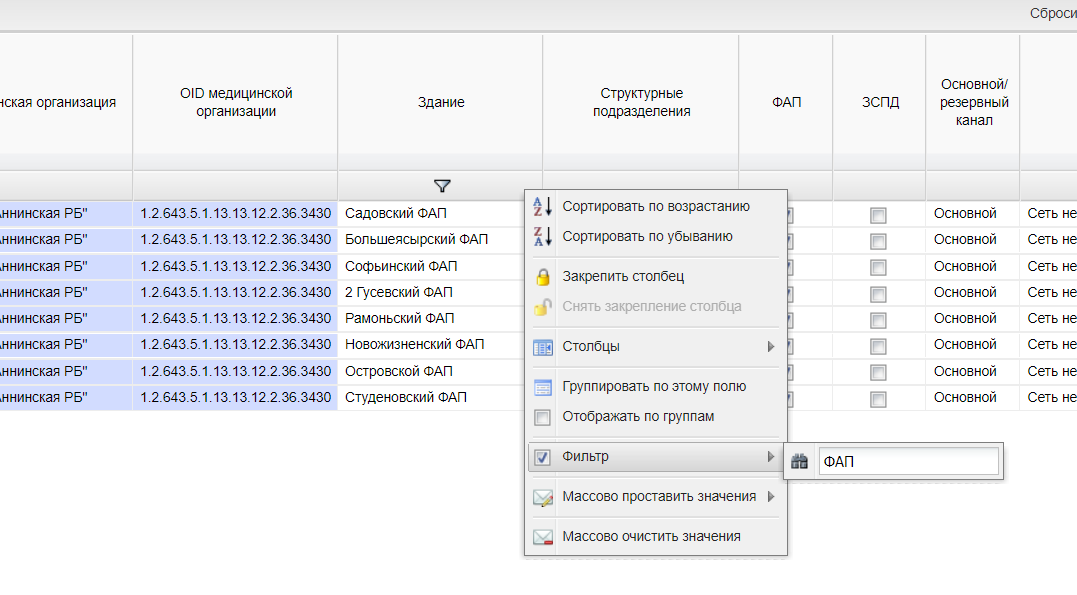 Сброси
нская организация
OID медицинской
организации
Здание
Структурные
подразделения
ФАП
ЗСПД
Основной/
резервный
канал
Аннинская РБ" 1.2.643.5.1.13.13.12.2.36.3430 Садовский ФАП Основной Сеть не
Аннинская РБ" 1.2.643.5.1.13.13.12.2.36.3430 Большеясырский ФАП Основной Сеть не
Аннинская РБ" 1.2.643.5.1.13.13.12.2.36.3430 Софьинский ФАП Основной Сеть не
Аннинская РБ" 1.2.643.5.1.13.13.12.2.36.3430 2 Гусевский ФАП Основной Сеть не
Аннинская РБ" 1.2.643.5.1.13.13.12.2.36.3430 Рамоньский ФАП Основной Сеть не
Аннинская РБ" 1.2.643.5.1.13.13.12.2.36.3430 Новожизненский ФАП Основной Сеть не
Аннинская РБ" 1.2.643.5.1.13.13.12.2.36.3430 Островской ФАП Основной Сеть не
Аннинская РБ" 1.2.643.5.1.13.13.12.2.36.3430 Студеновский ФАП Основной Сеть не
Сортировать по возрастанию
Сортировать по убыванию
Закрепить столбец
Снять закрепление столбца
Столбцы
Группировать по этому полю
Отображать по группам
Фильтр
ФАП
Массово проставить значения
Массово очистить значения